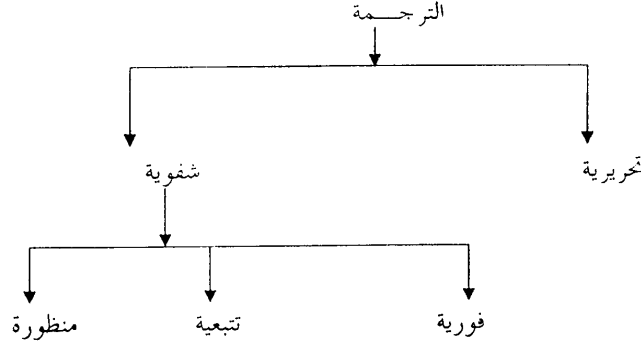 الترجمة
تحريرية
شفوية
فورية
تتبعية
منظورة